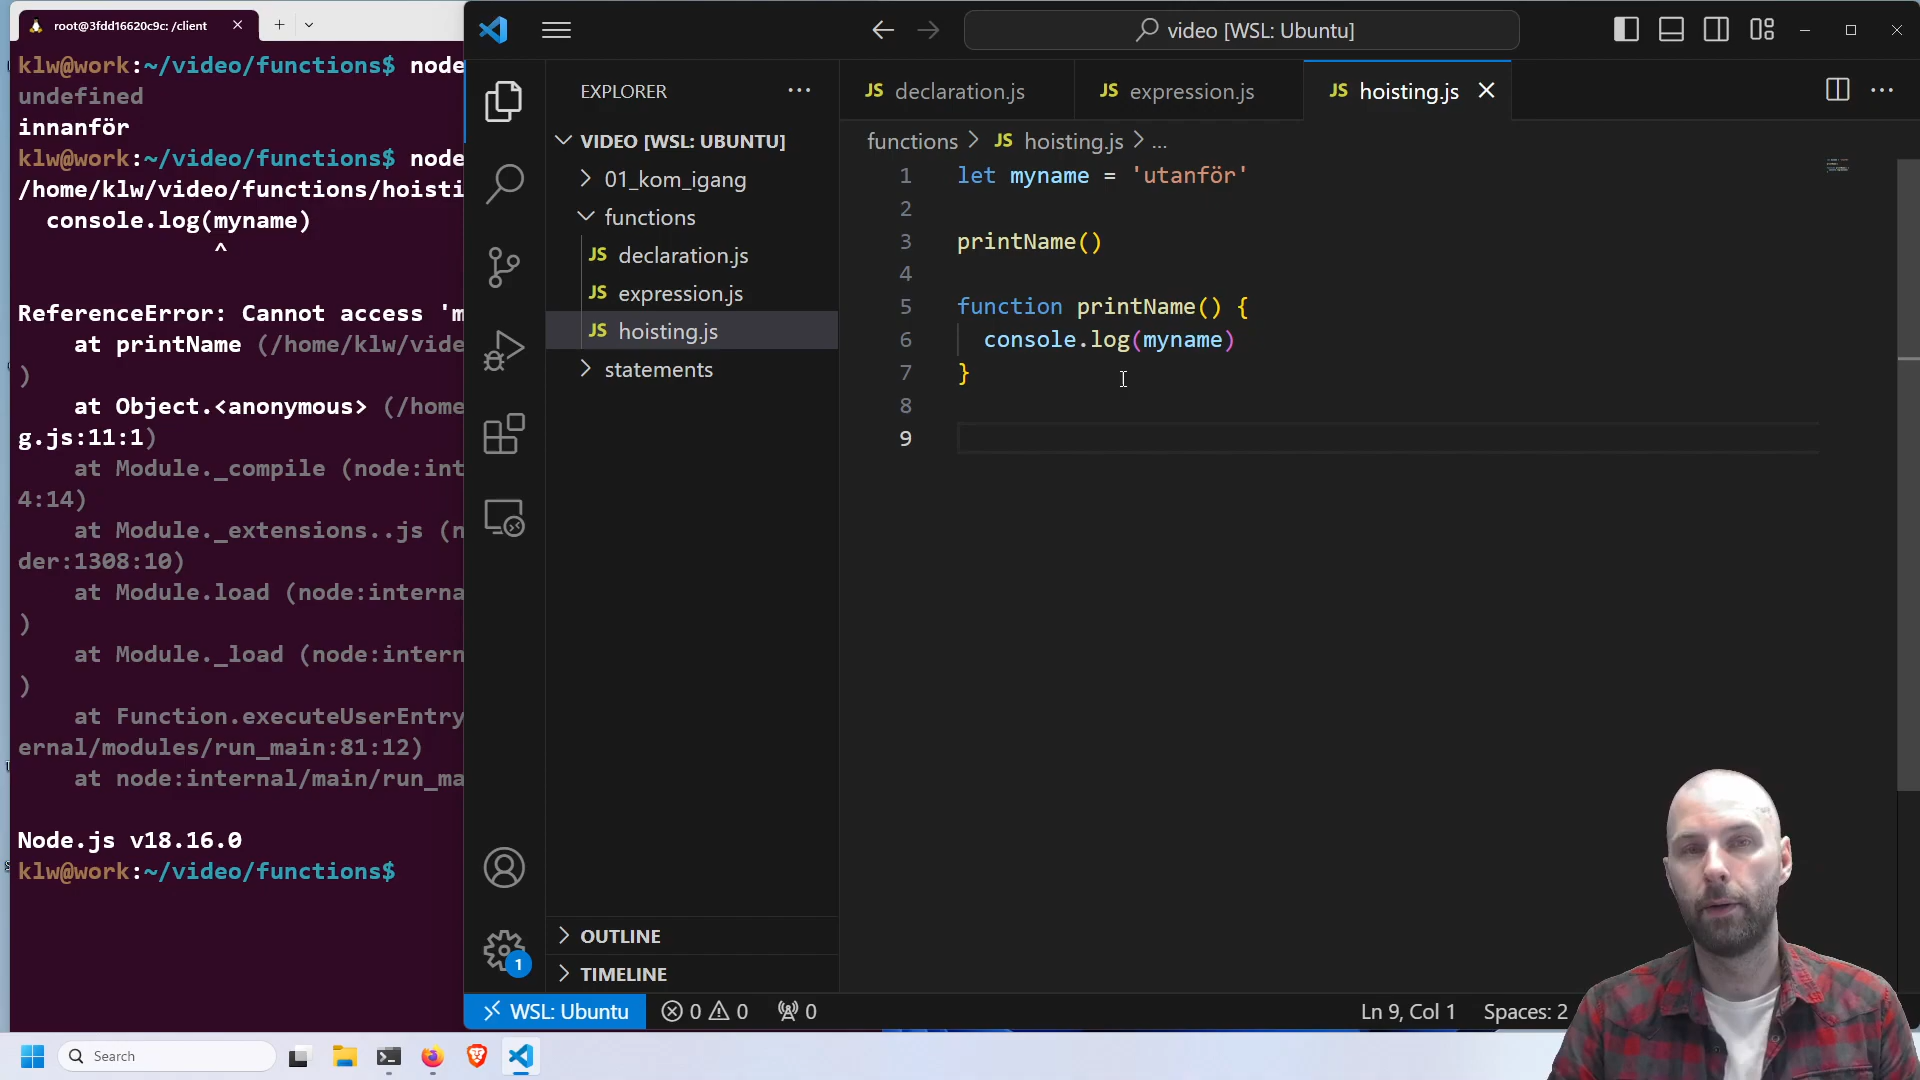 root@3fdd16620c9c: /client
klw@work:~/video/functions$ node
undefined
innanför
klw@work:~/video/functions$ node
/home/klw/video/functions/hoisti
console.log(myname)
^
ReferenceError: Cannot access 'm
at printName (/home/klw/vide
)
at Object.<anonymous> (/home
g.js:11:1)
at Module._compile (node:int
4:14)
at Module._extensions..js (n
der:1308:10)
at Module.load (node:interna
)
at Module._load (node:intern
)
at Function.executeUserEntry
ernal/modules/run_main:81:12)
at node:internal/main/run_ma
Node.js v18.16.0
klw@work:~/video/functions$
video [WSL: Ubuntu]
EXPLORER
VIDEO [WSL: UBUNTU]
01_kom_igang
functions
JS declaration.js
JS expression.js
JS hoisting.js
statements
OUTLINE
TIMELINE
JS declaration.js
JS expression.js
JS hoisting.js
functions > JS hoisting.js > ...
1 let myname = 'utanför'
2
3 printName()
4
5 function printName() {
6 console.log(myname)
7 }
8
9
1
WSL: Ubuntu
0 0
0
Ln 9, Col 1
Spaces: 2
Search